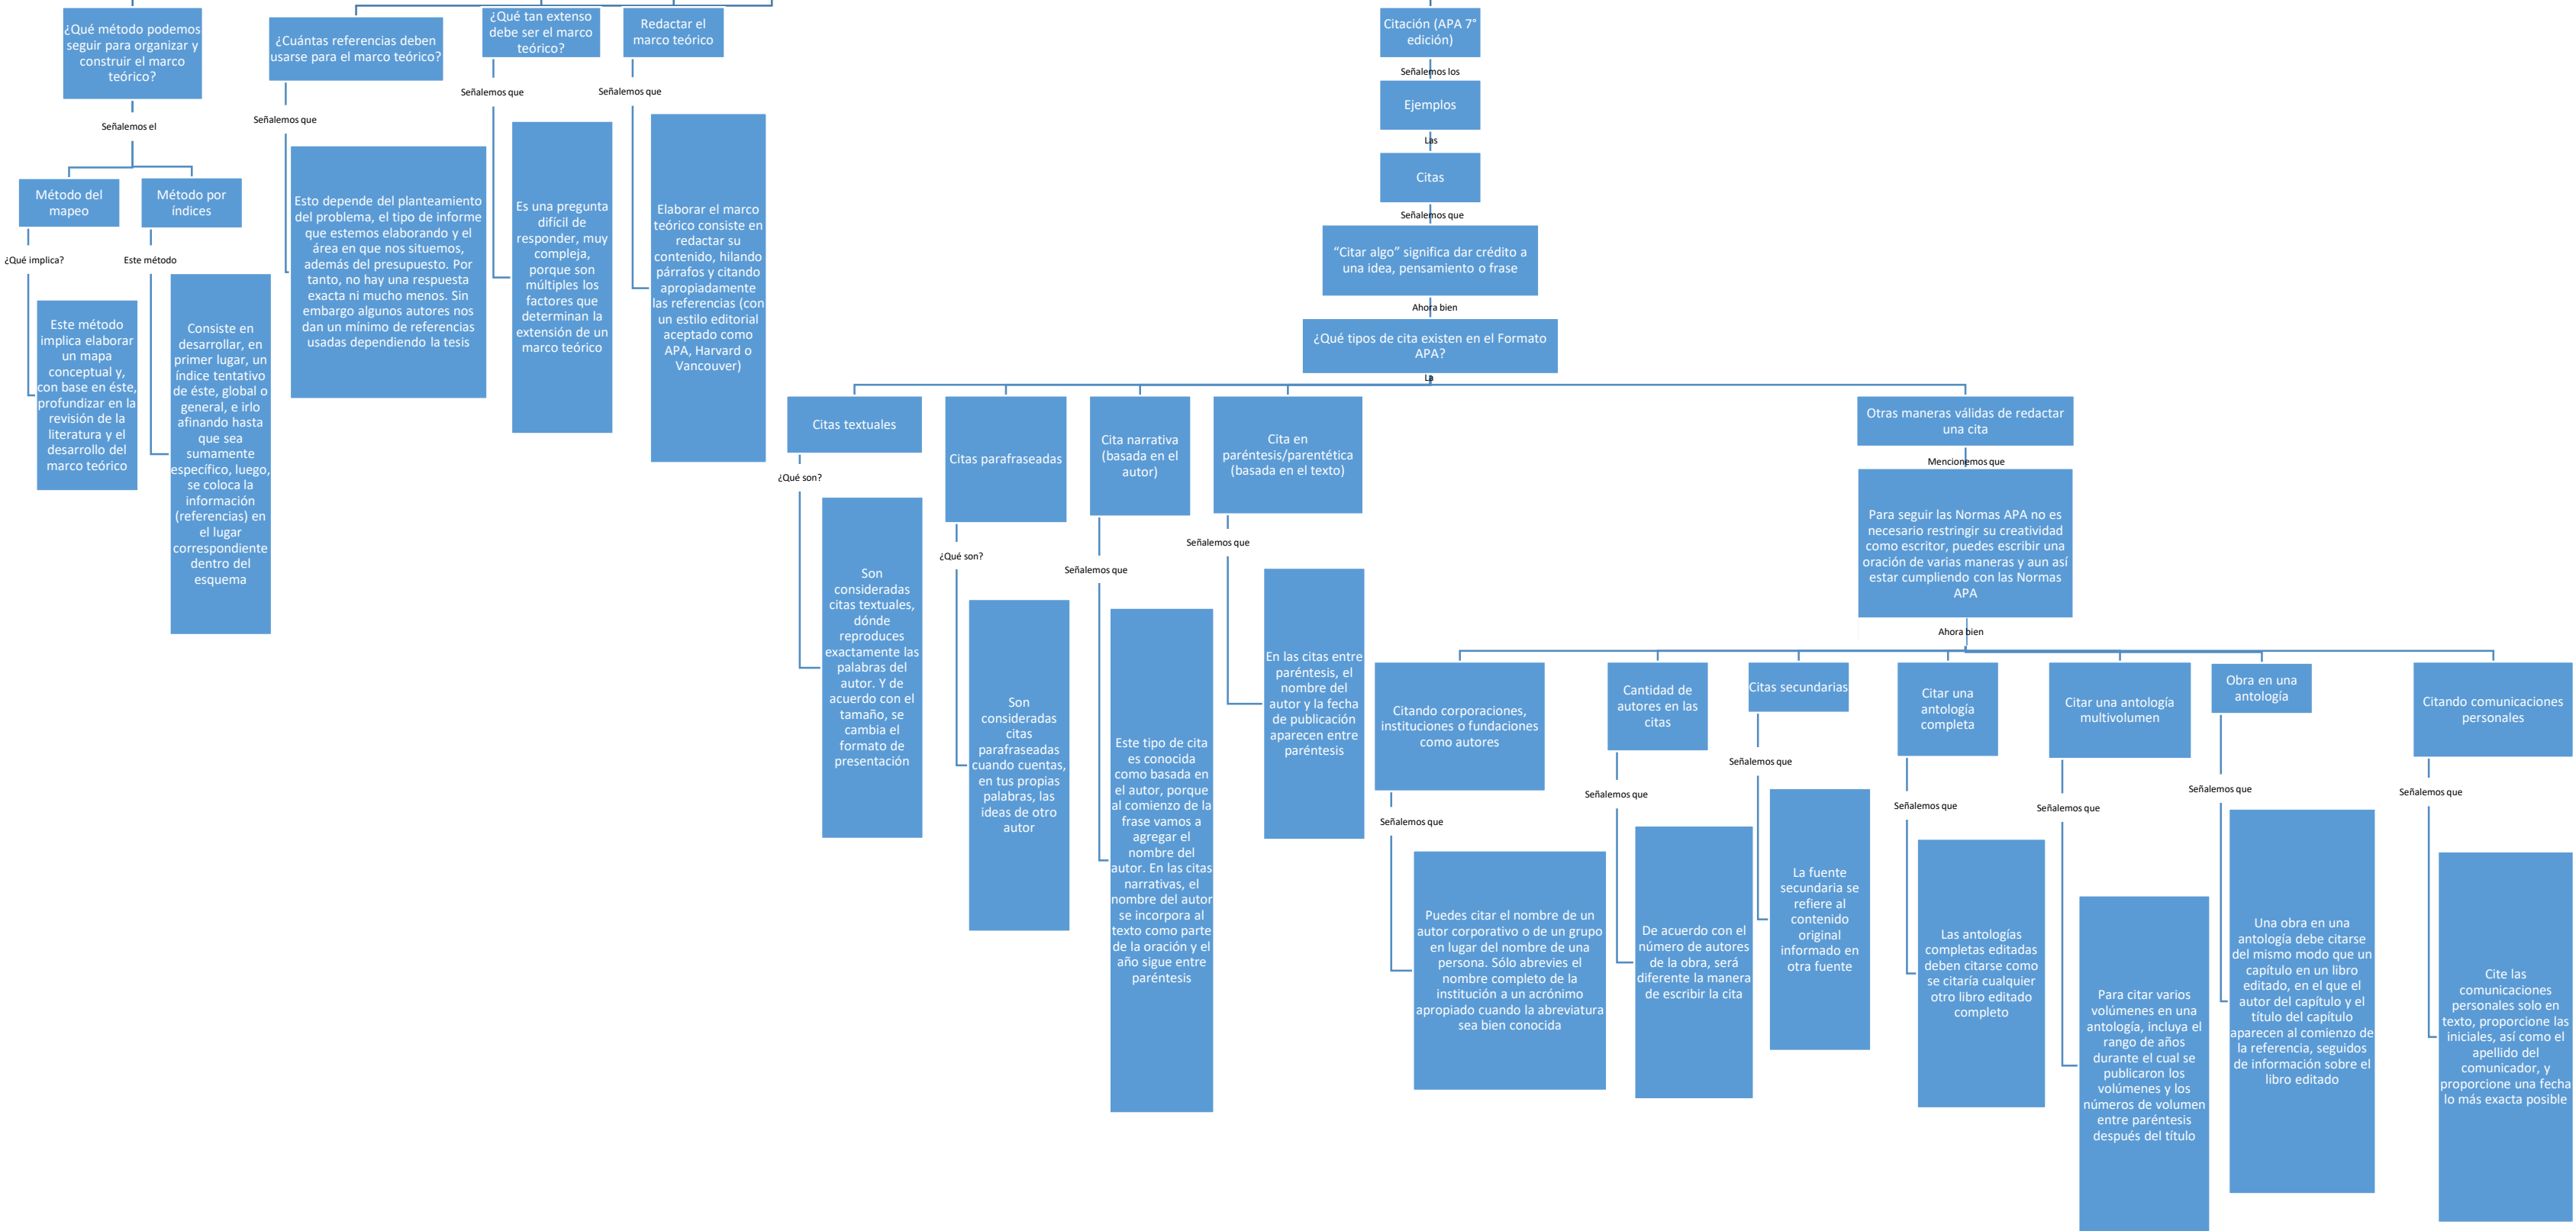 ¿Qué método podemos
seguir para organizar y
construir el marco
teórico?
Señalemos el
Método del
mapeo
¿Qué implica?
Este método
implica elaborar
un mapa
conceptual y,
con base en éste,
profundizar en la
revisión de la
literatura y el
desarrollo del
marco teórico
Método por
índices
Este método
Consiste en
desarrollar, en
primer lugar, un
índice tentativo
de éste, global o
general, e irlo
afinando hasta
que sea
sumamente
específico, luego,
se coloca la
información
(referencias) en
el lugar
correspondiente
dentro del
esquema
¿Cuántas referencias deben
usarse para el marco teórico?
Señalemos que
Esto depende del planteamiento
del problema, el tipo de informe
que estemos elaborando y el
área en que nos situemos,
además del presupuesto. Por
tanto, no hay una respuesta
exacta ni mucho menos. Sin
embargo algunos autores nos
dan un mínimo de referencias
usadas dependiendo la tesis
¿Qué tan extenso
debe ser el marco
teórico?
Señalemos que
Es una pregunta
difícil de
responder, muy
compleja,
porque son
múltiples los
factores que
determinan la
extensión de un
marco teórico
Redactar el
marco teórico
Señalemos que
Elaborar el marco
teórico consiste en
redactar su
contenido, hilando
párrafos y citando
apropiadamente
las referencias (con
un estilo editorial
aceptado como
APA, Harvard o
Vancouver)
Citación (APA 7°
edición)
Señalemos los
Ejemplos
Las
Citas
Señalemos que
“Citar algo” significa dar crédito a
una idea, pensamiento o frase
Ahora bien
¿Qué tipos de cita existen en el Formato
APA?
La
Citas textuales
¿Qué son?
Son
consideradas
citas textuales,
dónde
reproduces
exactamente las
palabras del
autor. Y de
acuerdo con el
tamaño, se
cambia el
formato de
presentación
Citas parafraseadas
¿Qué son?
Son
consideradas
citas
parafraseadas
cuando cuentas,
en tus propias
palabras, las
ideas de otro
autor
Cita narrativa
(basada en el
autor)
Señalemos que
Este tipo de cita
es conocida
como basada en
el autor, porque
al comienzo de la
frase vamos a
agregar el
nombre del
autor. En las citas
narrativas, el
nombre del autor
se incorpora al
texto como parte
de la oración y el
año sigue entre
paréntesis
Cita en
paréntesis/parentética
(basada en el texto)
Señalemos que
En las citas entre
paréntesis, el
nombre del
autor y la fecha
de publicación
aparecen entre
paréntesis
Otras maneras válidas de redactar
una cita
Mencionemos que
Para seguir las Normas APA no es
necesario restringir su creatividad
como escritor, puedes escribir una
oración de varias maneras y aun así
estar cumpliendo con las Normas
APA
Ahora bien
Citando corporaciones,
instituciones o fundaciones
como autores
Señalemos que
Puedes citar el nombre de un
autor corporativo o de un grupo
en lugar del nombre de una
persona. Sólo abrevies el
nombre completo de la
institución a un acrónimo
apropiado cuando la abreviatura
sea bien conocida
Cantidad de
autores en las
citas
Señalemos que
De acuerdo con el
número de autores
de la obra, será
diferente la manera
de escribir la cita
Citas secundarias
Señalemos que
La fuente
secundaria se
refiere al
contenido
original
informado en
otra fuente
Citar una
antología
completa
Señalemos que
Las antologías
completas editadas
deben citarse como
se citaría cualquier
otro libro editado
completo
Citar una antología
multivolumen
Señalemos que
Para citar varios
volúmenes en una
antología, incluya el
rango de años
durante el cual se
publicaron los
volúmenes y los
números de volumen
entre paréntesis
después del título
Obra en una
antología
Señalemos que
Una obra en una
antología debe citarse
del mismo modo que un
capítulo en un libro
editado, en el que el
autor del capítulo y el
título del capítulo
aparecen al comienzo de
la referencia, seguidos
de información sobre el
libro editado
Citando comunicaciones
personales
Señalemos que
Cite las
comunicaciones
personales solo en
texto, proporcione las
iniciales, así como el
apellido del
comunicador, y
proporcione una fecha
lo más exacta posible